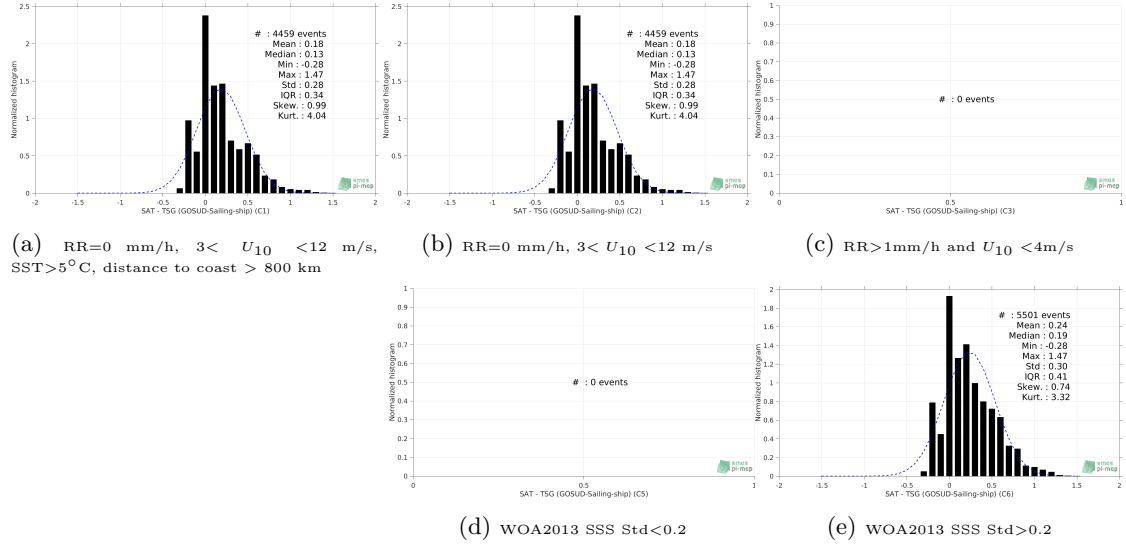 2.5
2
1.5
1
0.5
0
Normalized histogram
# : 4459 events
Mean : 0.18
Median : 0.13
Min : -0.28
Max : 1.47
Std : 0.28
IQR : 0.34
Skew. : 0.99
Kurt. : 4.04
smos
pi-mep
-2 -1.5 -1 -0.5 0 0.5 1 1.5 2
SAT - TSG (GOSUD-Sailing-ship) (C1)
(a) RR=0 mm/h, 3< U10 <12 m/s,
SST>5°C, distance to coast > 800 km
2.5
2
1.5
1
0.5
0
Normalized histogram
# : 4459 events
Mean : 0.18
Median : 0.13
Min : -0.28
Max : 1.47
Std : 0.28
IQR : 0.34
Skew. : 0.99
Kurt. : 4.04
smos
pi-mep
-2 -1.5 -1 -0.5 0 0.5 1 1.5 2
SAT - TSG (GOSUD-Sailing-ship) (C2)
(b) RR=0 mm/h, 3< U10 <12 m/s
1
0.9
0.8
0.7
0.6
0.5
0.4
0.3
0.2
0.1
0
Normalized histogram
# : 0 events
smos
pi-mep
0 0.5 1
SAT - TSG (GOSUD-Sailing-ship) (C3)
(c) RR>1mm/h and U10 <4m/s
1
0.9
0.8
0.7
0.6
0.5
0.4
0.3
0.2
0.1
0
Normalized histogram
# : 0 events
smos
pi-mep
0 0.5 1
SAT - TSG (GOSUD-Sailing-ship) (C5)
(d) WOA2013 SSS Std<0.2
2
1.8
1.6
1.4
1.2
1
0.8
0.6
0.4
0.2
0
Normalized histogram
# : 5501 events
Mean : 0.24
Median : 0.19
Min : -0.28
Max : 1.47
Std : 0.30
IQR : 0.41
Skew. : 0.74
Kurt. : 3.32
smos
pi-mep
-2 -1.5 -1 -0.5 0 0.5 1 1.5 2
SAT - TSG (GOSUD-Sailing-ship) (C6)
(e) WOA2013 SSS Std>0.2